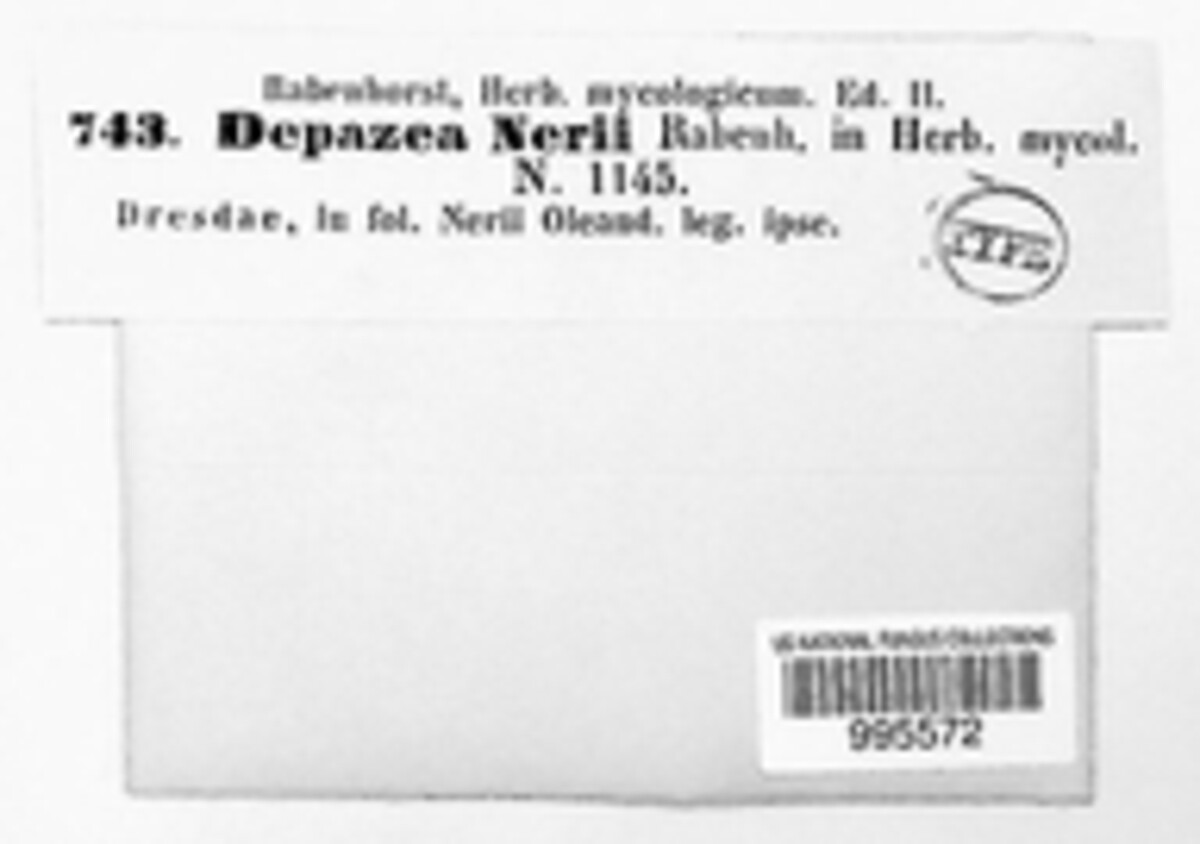 Rabenhorst, Herb. mycologicum. Ed. II.
743. Depazea Nerii Rabenh. in Herb. mycol.
N. 1145.
Dresdae, in fol. Nerii Oleand. leg. ipse.
US NATIONAL FUNGUS COLLECTIONS
995572